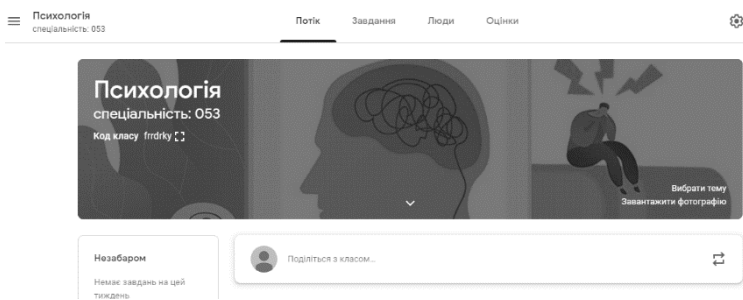 Психологія
спеціальність: 053
Потік Завдання Люди Оцінки
Психологія
спеціальність: 053
Код класу frrdrky
Вибрати тему
Завантажити фотографію
Незабаром
Немає завдань на цей
тиждень
Поділіться з класом...